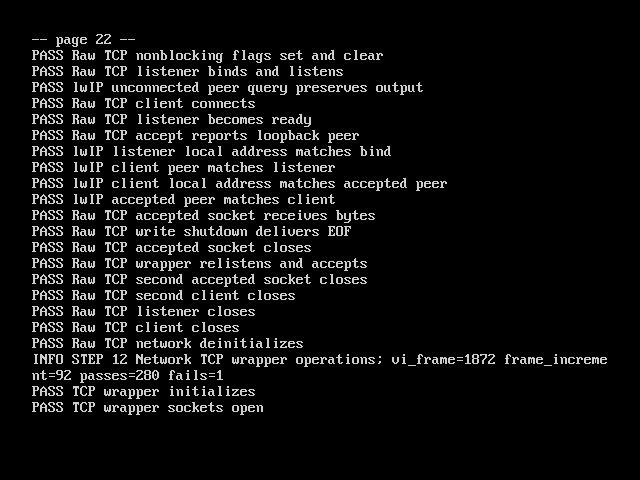 -- page 22 --
PASS Raw TCP nonblocking flags set and clear
PASS Raw TCP listener binds and listens
PASS lwIP unconnected peer query preserves output
PASS Raw TCP client connects
PASS Raw TCP listener becomes ready
PASS Raw TCP accept reports loopback peer
PASS lwIP listener local address matches bind
PASS lwIP client peer matches listener
PASS lwIP client local address matches accepted peer
PASS lwIP accepted peer matches client
PASS Raw TCP accepted socket receives bytes
PASS Raw TCP write shutdown delivers EOF
PASS Raw TCP accepted socket closes
PASS Raw TCP wrapper relistens and accepts
PASS Raw TCP second accepted socket closes
PASS Raw TCP second client closes
PASS Raw TCP listener closes
PASS Raw TCP client closes
PASS Raw TCP network deinitializes
INFO STEP 12 Network TCP wrapper operations; vi_frame=1872 frame_increme
nt=92 passes=280 fails=1
PASS TCP wrapper initializes
PASS TCP wrapper sockets open